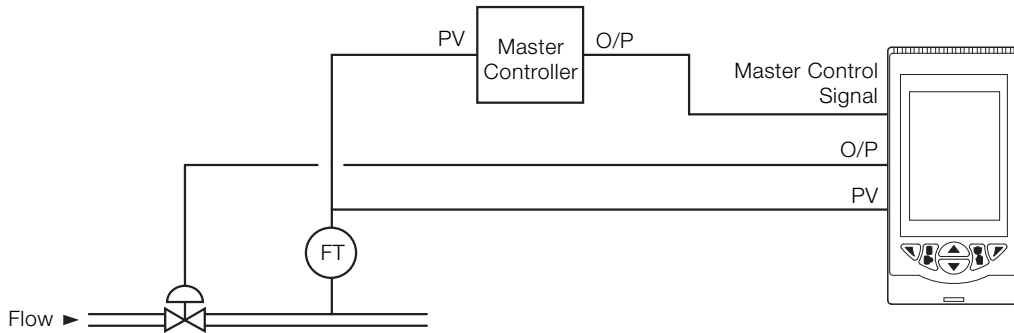 PV
Master
Controller
O/P
Master Control
Signal
O/P
PV
FT
Flow